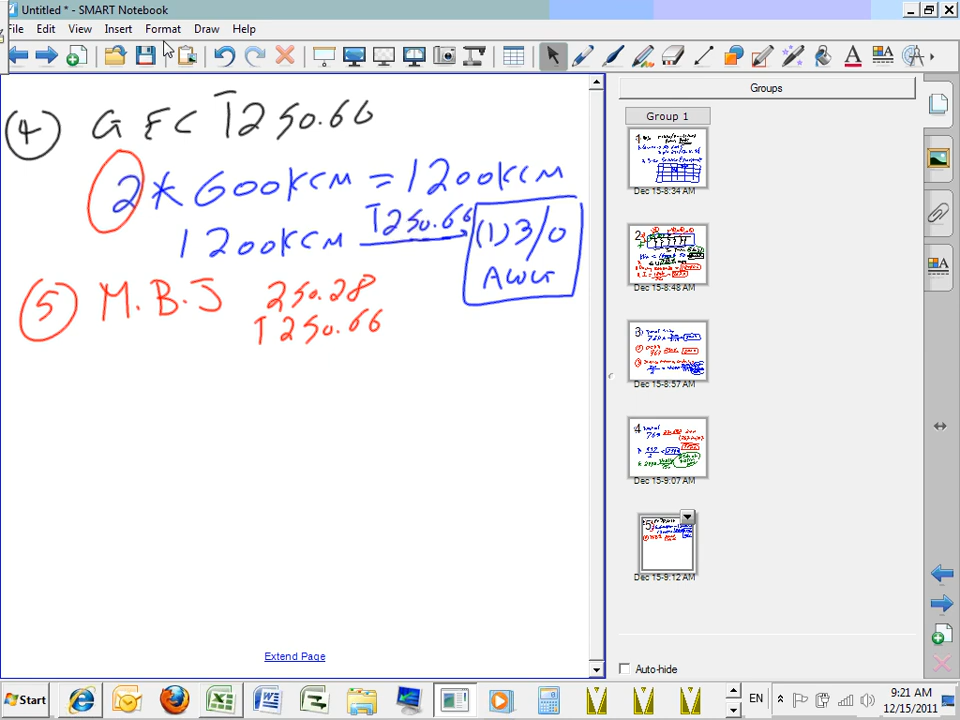 Untitled * - SMART Notebook
File Edit View Insert Format Draw Help
4 G E C T250.66
2 * 600KCM = 1200KCM
1200KCM T250.66 (1) 3/0
AWG
5 M.B.J 250.28
T250.66
Extend Page
Groups
Group 1
Dec 15-8:34 AM
Dec 15-8:48 AM
Dec 15-8:57 AM
Dec 15-9:07 AM
Dec 15-9:12 AM
Auto-hide
Start
EN
9:21 AM
12/15/2011